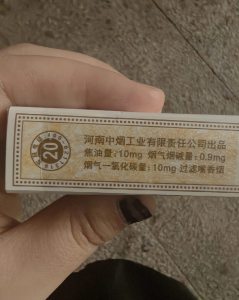 20
河南中烟工业有限责任公司出品
焦油量:10mg 烟气烟碱量:0.9mg
烟气一氧化碳量:10mg 过滤嘴香烟